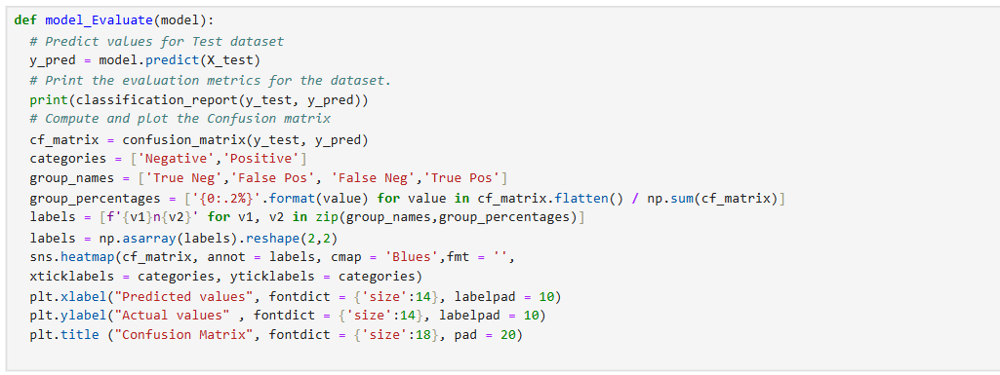 def model_Evaluate(model):
# Predict values for Test dataset
y_pred = model.predict(X_test)
# Print the evaluation metrics for the dataset.
print(classification_report(y_test, y_pred))
# Compute and plot the Confusion matrix
cf_matrix = confusion_matrix(y_test, y_pred)
categories = ['Negative','Positive']
group_names = ['True Neg','False Pos', 'False Neg','True Pos']
group_percentages = ['{0:.2%}'.format(value) for value in cf_matrix.flatten() / np.sum(cf_matrix)]
labels = [f'{v1}n{v2}' for v1, v2 in zip(group_names,group_percentages)]
labels = np.asarray(labels).reshape(2,2)
sns.heatmap(cf_matrix, annot = labels, cmap = 'Blues',fmt = '',
xticklabels = categories, yticklabels = categories)
plt.xlabel("Predicted values", fontdict = {'size':14}, labelpad = 10)
plt.ylabel("Actual values" , fontdict = {'size':14}, labelpad = 10)
plt.title ("Confusion Matrix", fontdict = {'size':18}, pad = 20)